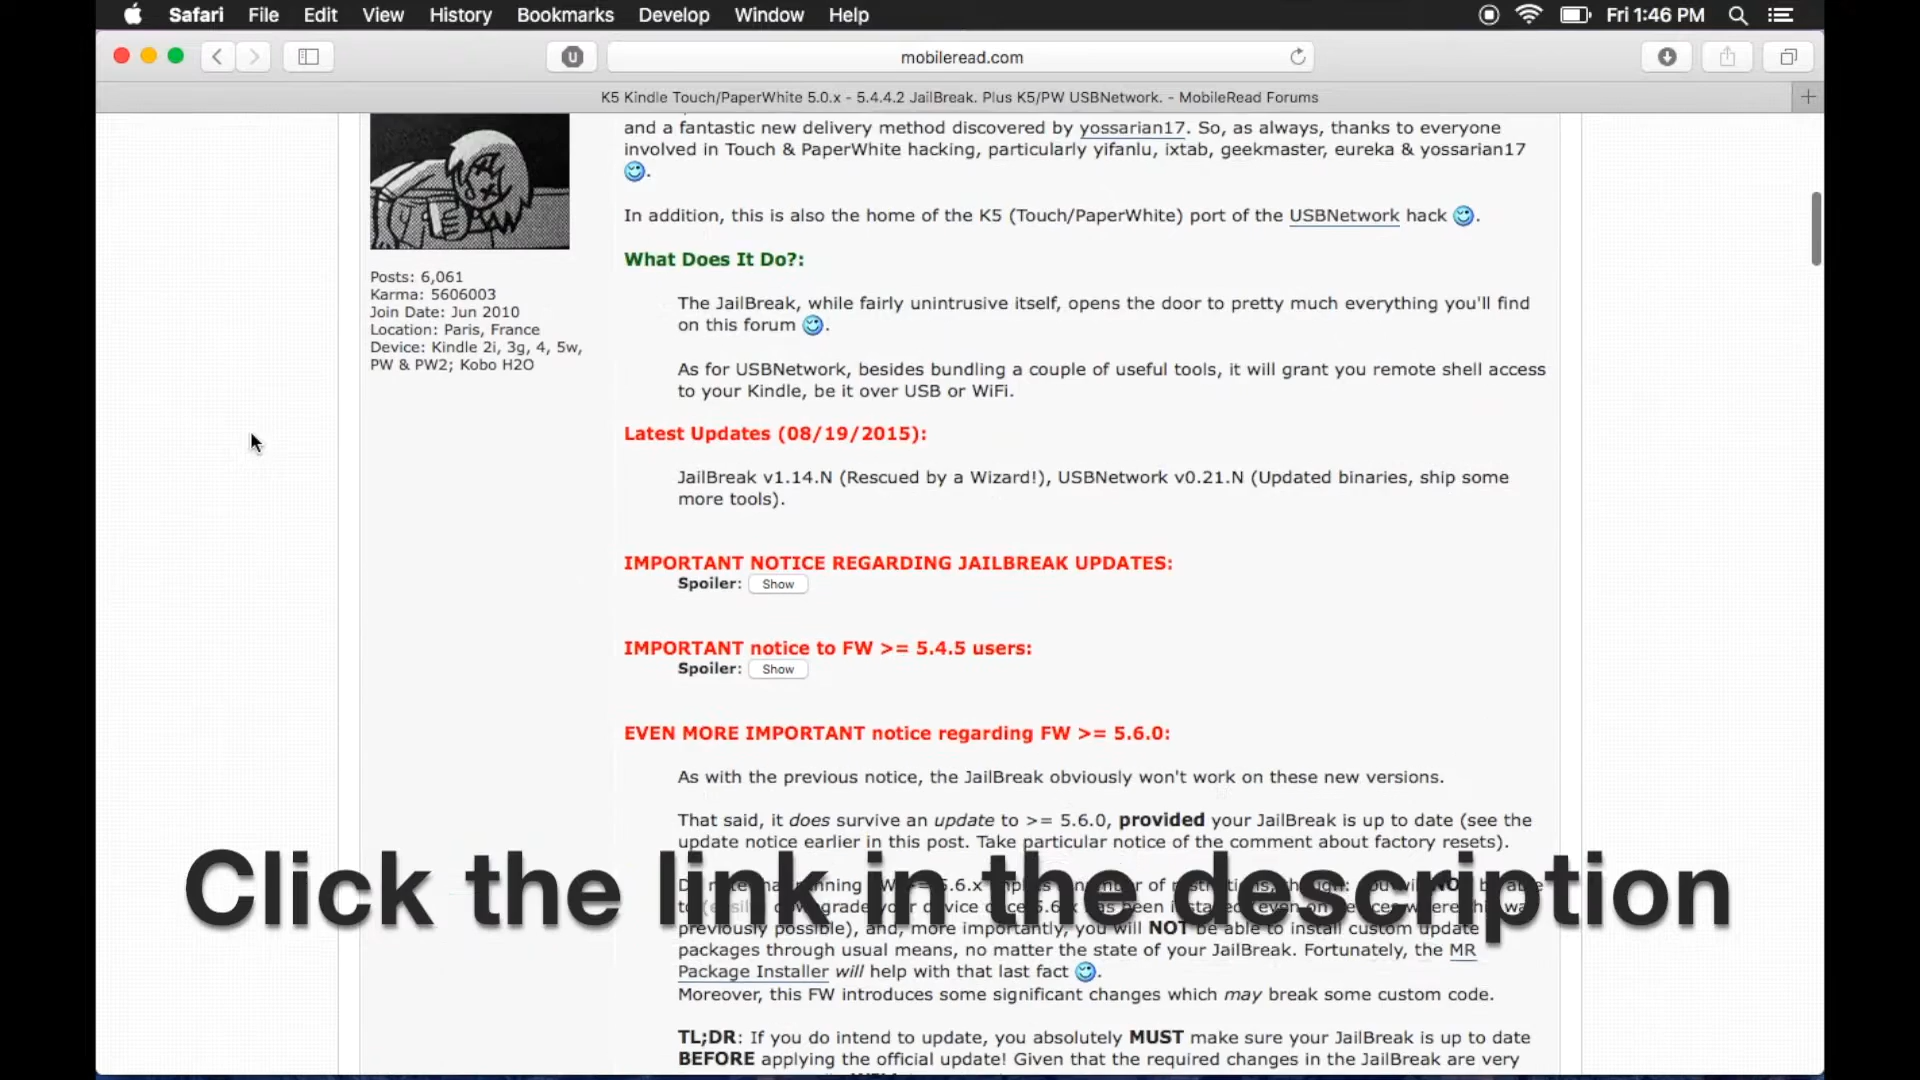 Safari File Edit View History Bookmarks Develop Window Help Fri 1:46 PM
mobileread.com
K5 Kindle Touch/PaperWhite 5.0.x - 5.4.4.2 JailBreak. Plus K5/PW USBNetwork. - MobileRead Forums
and a fantastic new delivery method discovered by yossarian17. So, as always, thanks to everyone
involved in Touch & PaperWhite hacking, particularly yifanlu, ixtab, geekmaster, eureka & yossarian17
.
In addition, this is also the home of the K5 (Touch/PaperWhite) port of the USBNetwork hack .
What Does It Do?:
Posts: 6,061
Karma: 5606003
Join Date: Jun 2010
Location: Paris, France
Device: Kindle 2i, 3g, 4, 5w,
PW & PW2; Kobo H2O
The JailBreak, while fairly unintrusive itself, opens the door to pretty much everything you'll find
on this forum .
As for USBNetwork, besides bundling a couple of useful tools, it will grant you remote shell access
to your Kindle, be it over USB or WiFi.
Latest Updates (08/19/2015):
JailBreak v1.14.N (Rescued by a Wizard!), USBNetwork v0.21.N (Updated binaries, ship some
more tools).
IMPORTANT NOTICE REGARDING JAILBREAK UPDATES:
Spoiler: Show
IMPORTANT notice to FW >= 5.4.5 users:
Spoiler: Show
EVEN MORE IMPORTANT notice regarding FW >= 5.6.0:
As with the previous notice, the JailBreak obviously won't work on these new versions.
That said, it does survive an update to >= 5.6.0, provided your JailBreak is up to date (see the
update notice earlier in this post. Take particular notice of the comment about factory resets).
Click the link in the description
previously possible), and, more importantly, you will NOT be able to install custom update
packages through usual means, no matter the state of your JailBreak. Fortunately, the MR
Package Installer will help with that last fact .
Moreover, this FW introduces some significant changes which may break some custom code.
TL;DR: If you do intend to update, you absolutely MUST make sure your JailBreak is up to date
BEFORE applying the official update! Given that the required changes in the JailBreak are very